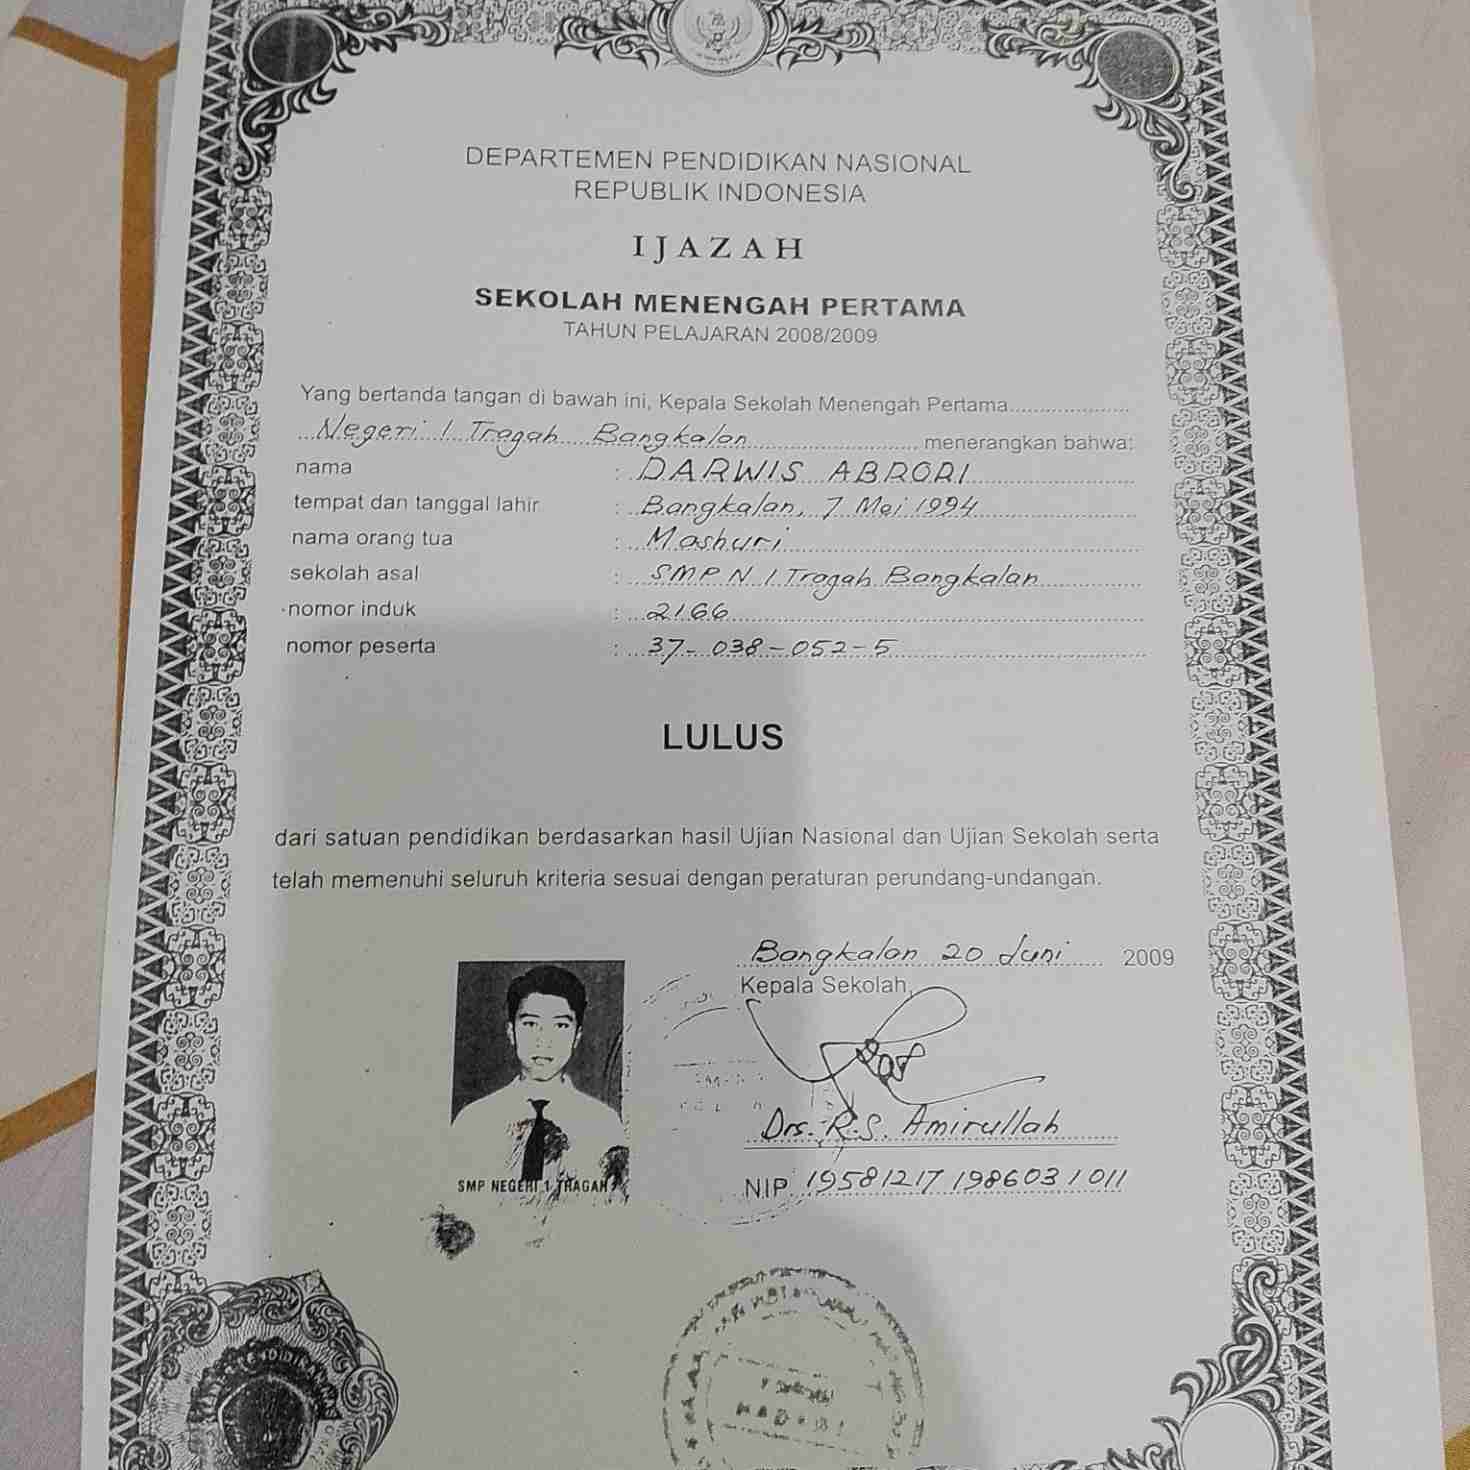 DEPARTEMEN PENDIDIKAN NASIONAL
REPUBLIK INDONESIA
IJAZAH
SEKOLAH MENENGAH PERTAMA
TAHUN PELAJARAN 2008/2009
Yang bertanda tangan di bawah ini, Kepala Sekolah Menengah Pertama
Negeri 1 Tragah Bangkalan menerangkan bahwa:
nama : DARWIS ABRORI
tempat dan tanggal lahir : Bangkalan, 7 Mei 1994
nama orang tua : Mashuri
sekolah asal : SMP N 1 Tragah Bangkalan
nomor induk : 2166
nomor peserta : 37-038-052-5
LULUS
dari satuan pendidikan berdasarkan hasil Ujian Nasional dan Ujian Sekolah serta
telah memenuhi seluruh kriteria sesuai dengan peraturan perundang-undangan.
Bangkalan 20 Juni 2009
Kepala Sekolah,
Drs. R.S. Amirullah
NIP. 19581217 198603 1 011
SMP NEGERI 1 TRAGAH